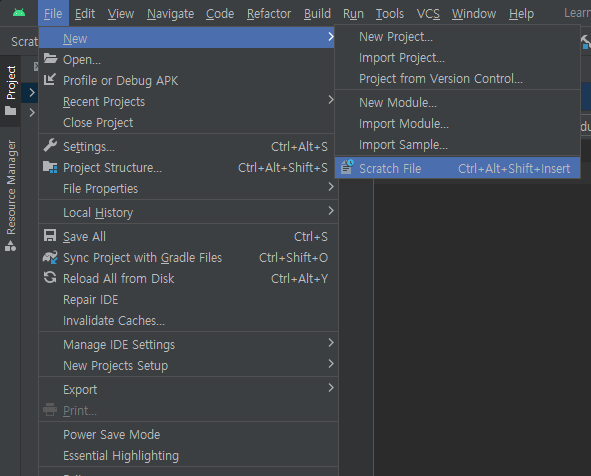 File Edit View Navigate Code Refactor Build Run Tools VCS Window Help Learn
Scrat
Project
Resource Manager
New
Open...
Profile or Debug APK
Recent Projects
Close Project
Settings... Ctrl+Alt+S
Project Structure... Ctrl+Alt+Shift+S
File Properties
Local History
Save All Ctrl+S
Sync Project with Gradle Files Ctrl+Shift+O
Reload All from Disk Ctrl+Alt+Y
Repair IDE
Invalidate Caches...
Manage IDE Settings
New Projects Setup
Export
Print...
Power Save Mode
Essential Highlighting
New Project...
Import Project...
Project from Version Control...
New Module...
Import Module...
Import Sample...
Scratch File Ctrl+Alt+Shift+Insert
du